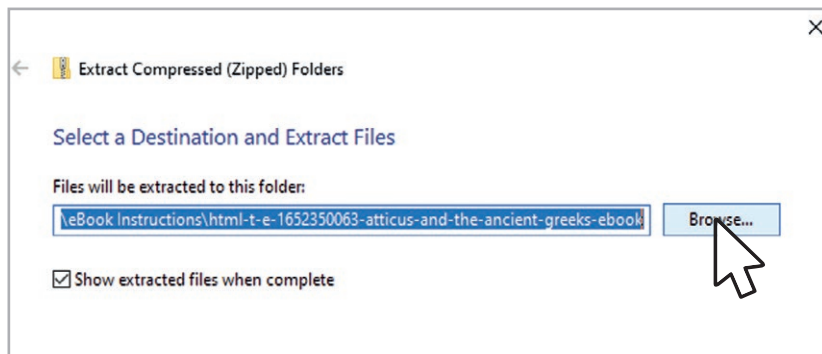 Extract Compressed (Zipped) Folders
Select a Destination and Extract Files
Files will be extracted to this folder:
\eBook Instructions\html-t-e-1652350063-atticus-and-the-ancient-greeks-ebook Browse...
Show extracted files when complete